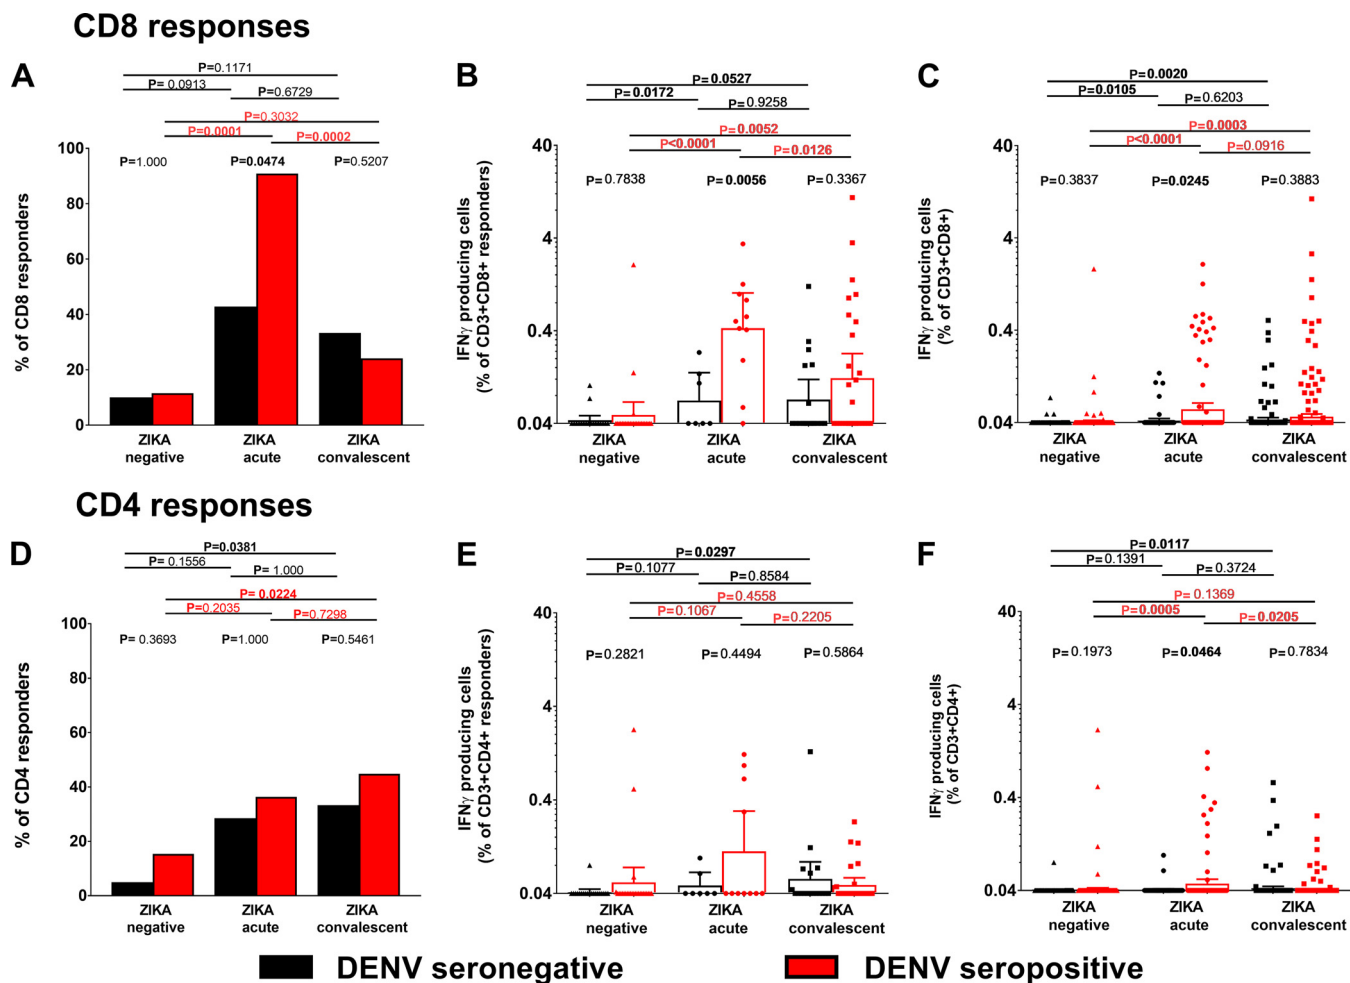 CD8 responses
A
P=0.1171
P= 0.0913
P=0.6729
P=0.3032
P=0.0001
P=0.0002
P=1.000
P=0.0474
P=0.5207
% of CD8 responders
100
80
60
40
20
0
ZIKA negative
ZIKA acute
ZIKA convalescent
B
P= 0.0527
P= 0.0172
P=0.9258
P= 0.0052
P<0.0001
P= 0.0126
P=0.7838
P=0.0056
P=0.3367
IFNγ producing cells
(% of CD3+CD8+ responders)
40
4
0.4
0.04
ZIKA negative
ZIKA acute
ZIKA convalescent
C
P= 0.0020
P=0.0105
P=0.6203
P=0.0003
P<0.0001
P=0.0916
P=0.3837
P=0.0245
P=0.3883
IFNγ producing cells
(% of CD3+CD8+)
40
4
0.4
0.04
ZIKA negative
ZIKA acute
ZIKA convalescent
CD4 responses
D
P=0.0381
P= 0.1556
P= 1.000
P= 0.0224
P=0.2035
P=0.7298
P= 0.3693
P=1.000
P=0.5461
% of CD4 responders
100
80
60
40
20
0
ZIKA negative
ZIKA acute
ZIKA convalescent
E
P= 0.0297
P=0.1077
P=0.8584
P=0.4558
P=0.1067
P=0.2205
P=0.2821
P=0.4494
P=0.5864
IFNγ producing cells
(% of CD3+CD4+ responders)
40
4
0.4
0.04
ZIKA negative
ZIKA acute
ZIKA convalescent
F
P=0.0117
P=0.1391
P=0.3724
P= 0.1369
P=0.0005
P=0.0205
P=0.1973
P=0.0464
P=0.7834
IFNγ producing cells
(% of CD3+CD4+)
40
4
0.4
0.04
ZIKA negative
ZIKA acute
ZIKA convalescent
DENV seronegative
DENV seropositive